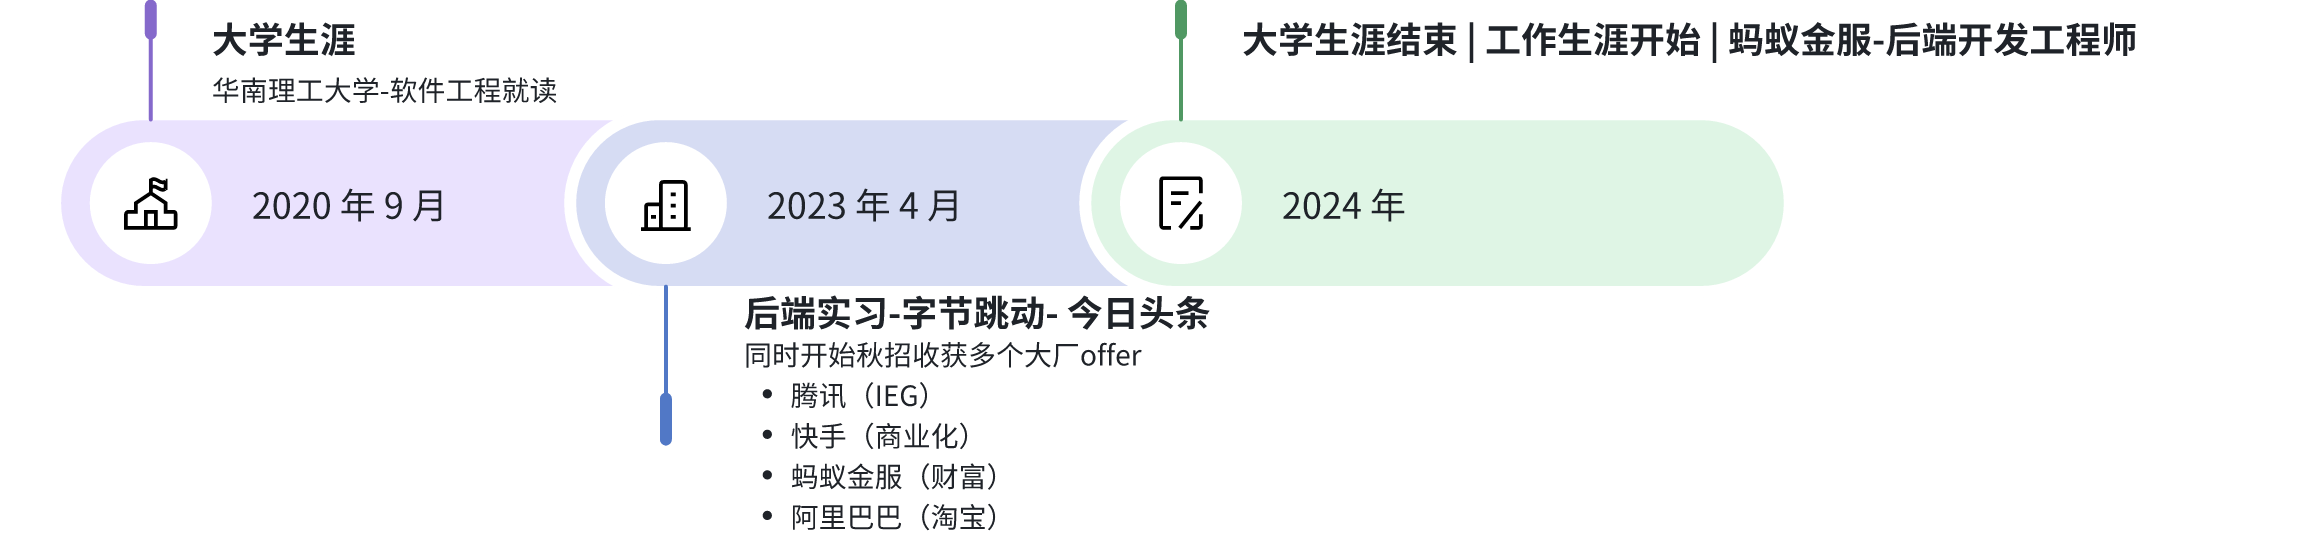 大学生涯
华南理工大学-软件工程就读
大学生涯结束 | 工作生涯开始 | 蚂蚁金服-后端开发工程师
2020 年 9 月
2023 年 4 月
2024 年
后端实习-字节跳动- 今日头条
同时开始秋招收获多个大厂offer
• 腾讯（IEG）
• 快手（商业化）
• 蚂蚁金服（财富）
• 阿里巴巴（淘宝）